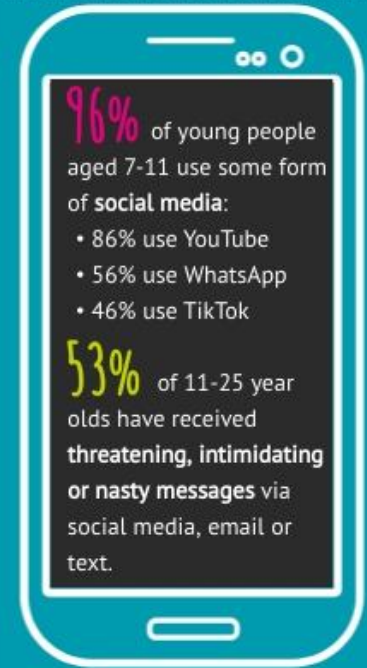 96% of young people
aged 7-11 use some form
of social media:
• 86% use YouTube
• 56% use WhatsApp
• 46% use TikTok
53% of 11-25 year
olds have received
threatening, intimidating
or nasty messages via
social media, email or
text.